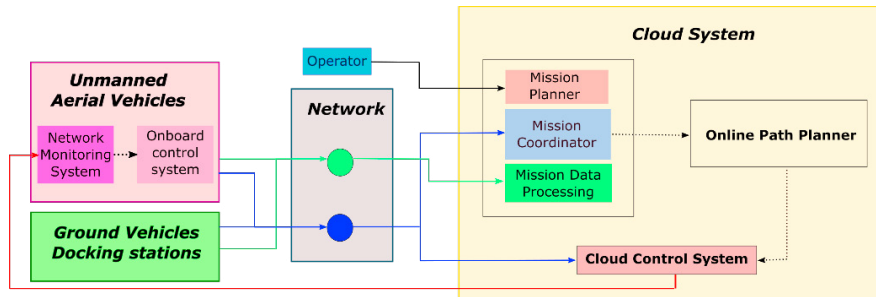 Cloud System
Operator
Unmanned
Aerial Vehicles
Mission
Planner
Network
Network
Monitoring
System
Onboard
control
system
Mission
Coordinator
Online Path Planner
Mission Data
Processing
Ground Vehicles
Docking stations
Cloud Control System